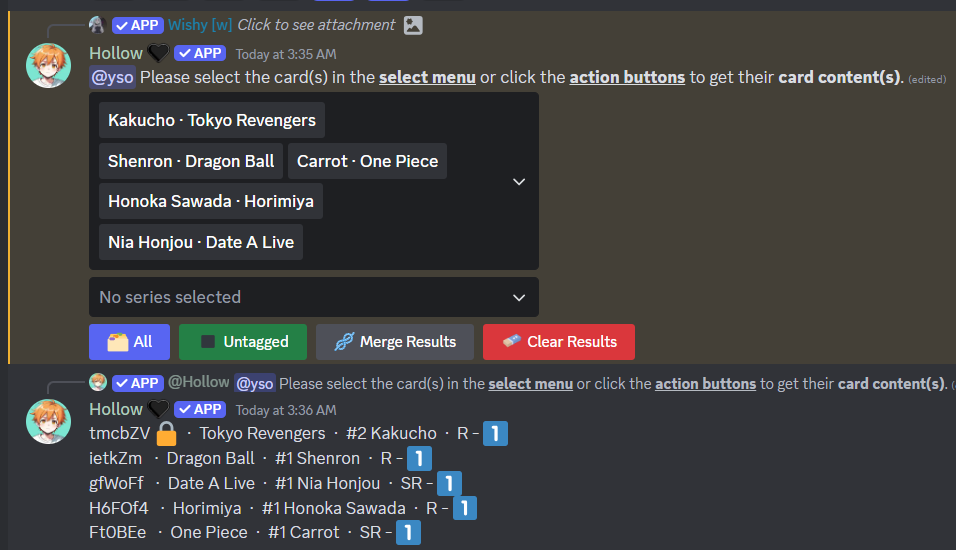 ✓ APP Wishy [w] Click to see attachment
Hollow ✓ APP Today at 3:35 AM
@yso Please select the card(s) in the select menu or click the action buttons to get their card content(s). (edited)
Kakucho · Tokyo Revengers
Shenron · Dragon Ball Carrot · One Piece
Honoka Sawada · Horimiya
Nia Honjou · Date A Live
No series selected
All Untagged Merge Results Clear Results
✓ APP @Hollow @yso Please select the card(s) in the select menu or click the action buttons to get their card content(s).
Hollow ✓ APP Today at 3:36 AM
tmcbZV 🔒 · Tokyo Revengers · #2 Kakucho · R - 1
ietkZm · Dragon Ball · #1 Shenron · R - 1
gfWoFf · Date A Live · #1 Nia Honjou · SR - 1
H6FOf4 · Horimiya · #1 Honoka Sawada · R - 1
Ft0BEe · One Piece · #1 Carrot · SR - 1